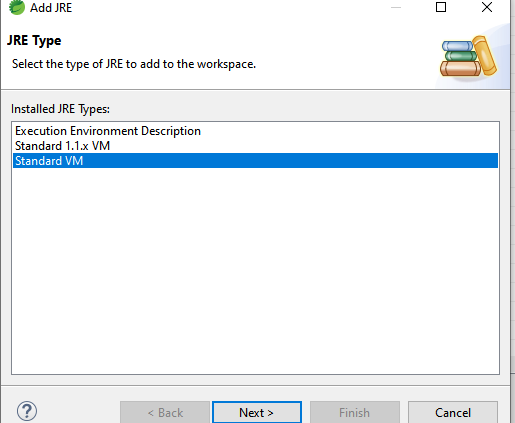 Add JRE
JRE Type
Select the type of JRE to add to the workspace.
Installed JRE Types:
Execution Environment Description
Standard 1.1.x VM
Standard VM
?
< Back
Next >
Finish
Cancel